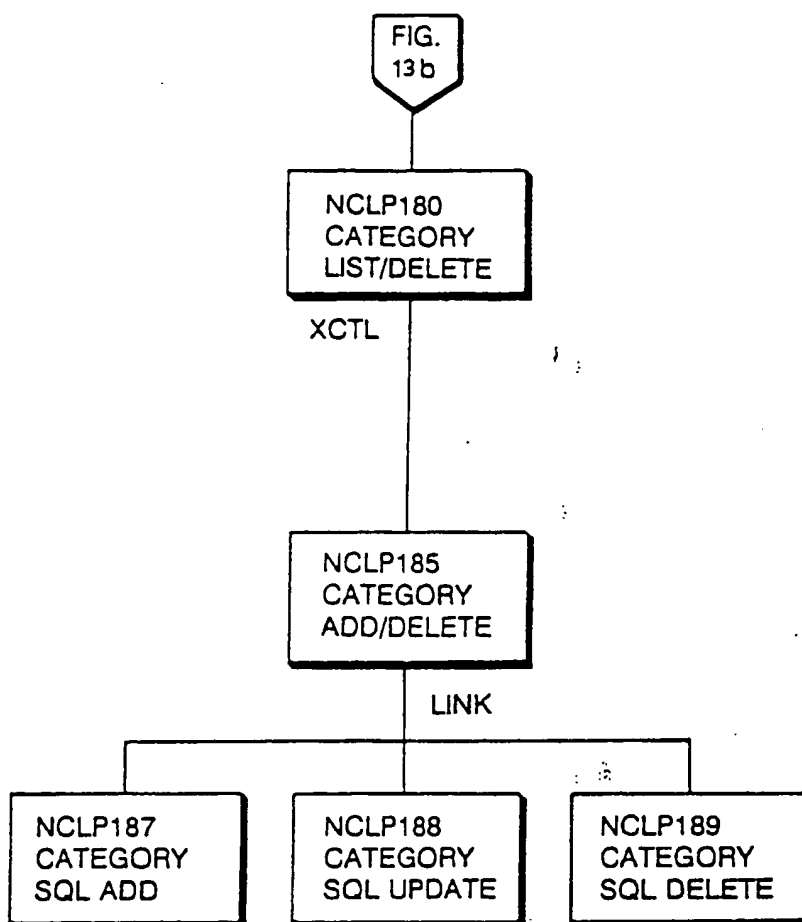 FIG.
13b
NCLP180
CATEGORY
LIST/DELETE
XCTL
NCLP185
CATEGORY
ADD/DELETE
LINK
NCLP187
CATEGORY
SQL ADD
NCLP188
CATEGORY
SQL UPDATE
NCLP189
CATEGORY
SQL DELETE